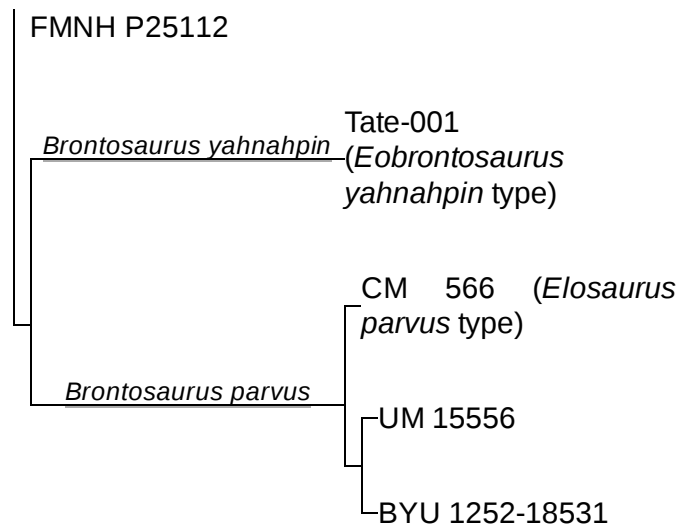 FMNH P25112
Brontosaurus yahnahpin
Tate-001
(Eobrontosaurus
yahnahpin type)
CM 566 (Elosaurus
parvus type)
Brontosaurus parvus
UM 15556
BYU 1252-18531